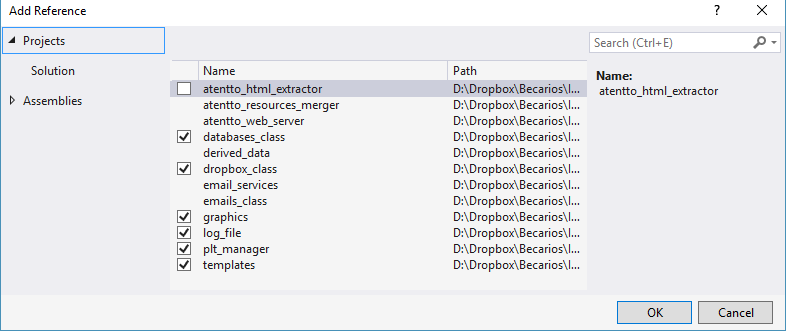 Add Reference
? 
Projects
Solution
Assemblies
Search (Ctrl+E)
Name Path
atentto_html_extractor D:\Dropbox\Becarios\I...
atentto_resources_merger D:\Dropbox\Becarios\I...
atentto_web_server D:\Dropbox\Becarios\I...
databases_class D:\Dropbox\Becarios\I...
derived_data D:\Dropbox\Becarios\I...
dropbox_class D:\Dropbox\Becarios\I...
email_services D:\Dropbox\Becarios\I...
emails_class D:\Dropbox\Becarios\I...
graphics D:\Dropbox\Becarios\I...
log_file D:\Dropbox\Becarios\I...
plt_manager D:\Dropbox\Becarios\I...
templates D:\Dropbox\Becarios\I...
Name:
atentto_html_extractor
OK Cancel